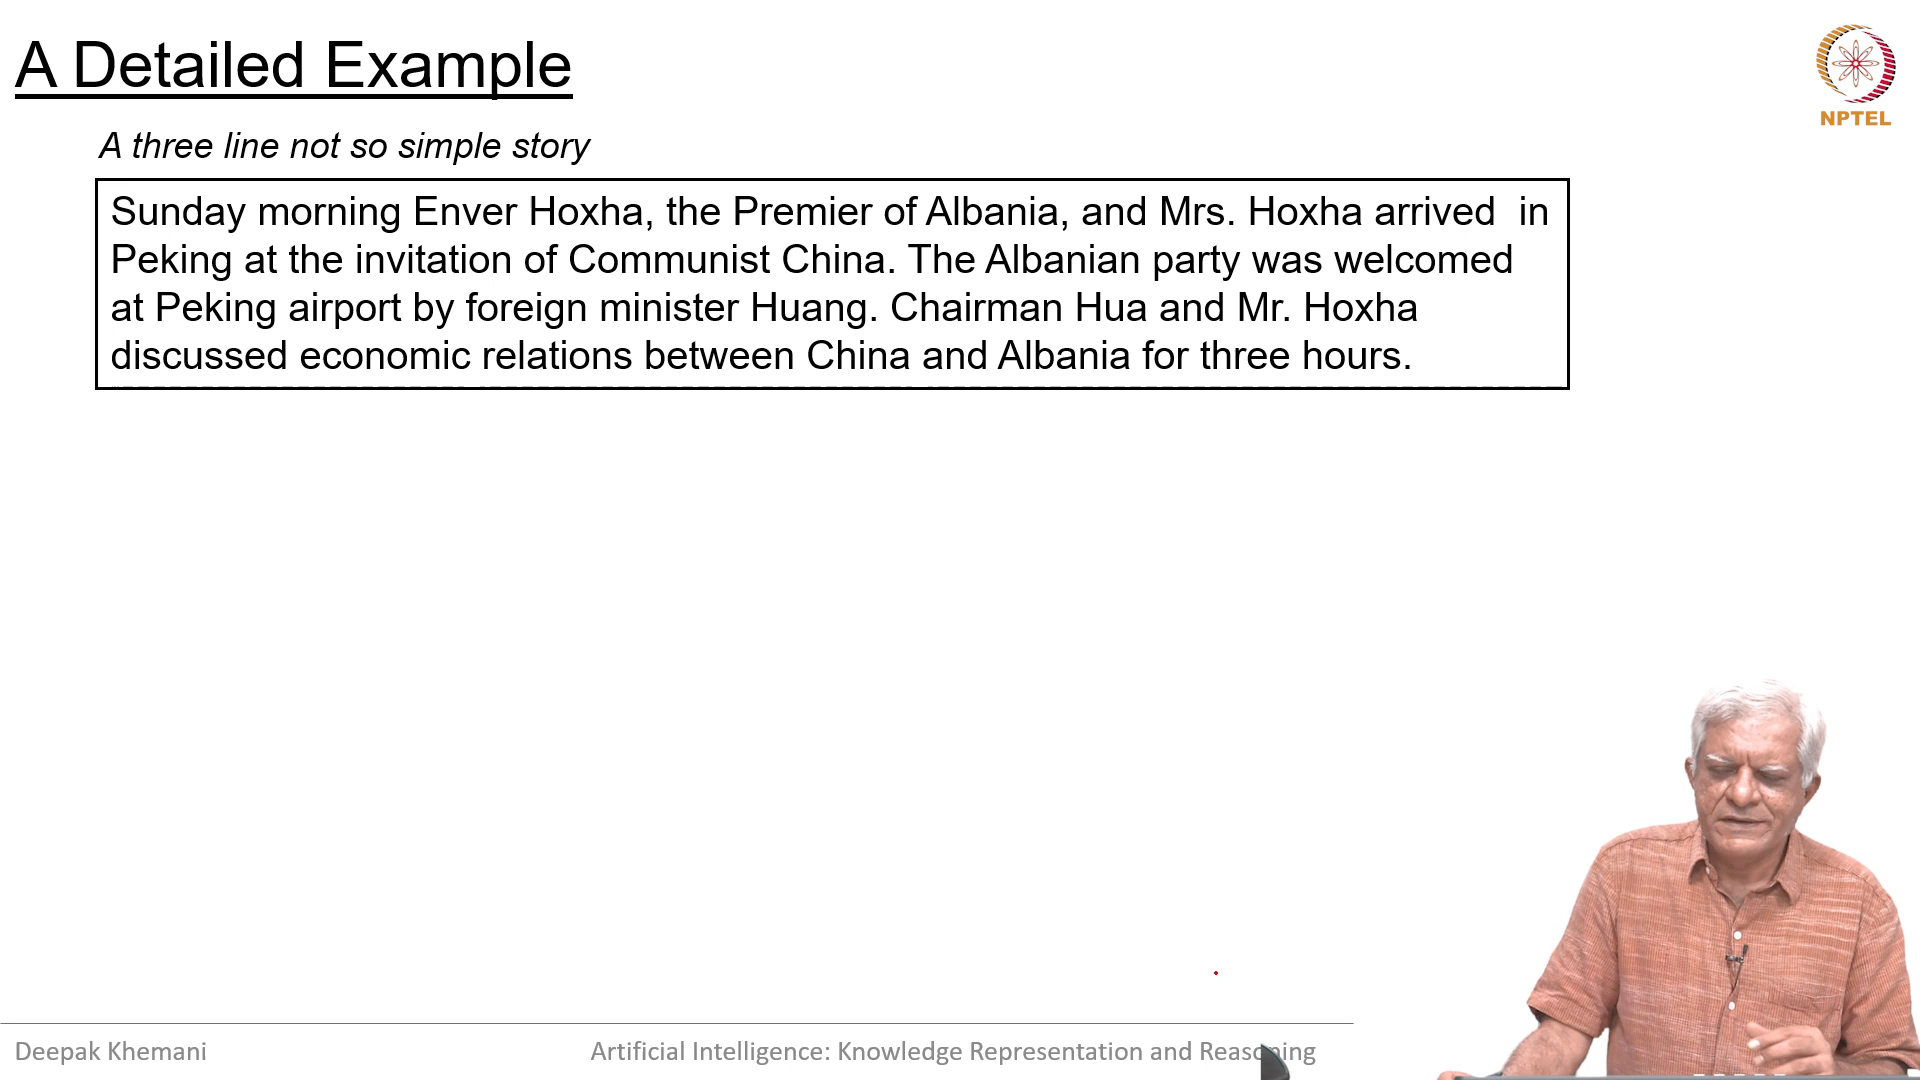 A Detailed Example
NPTEL
A three line not so simple story
Sunday morning Enver Hoxha, the Premier of Albania, and Mrs. Hoxha arrived  in
Peking at the invitation of Communist China. The Albanian party was welcomed
at Peking airport by foreign minister Huang. Chairman Hua and Mr. Hoxha
discussed economic relations between China and Albania for three hours.
Deepak Khemani
Artificial Intelligence: Knowledge Representation and Reasoning